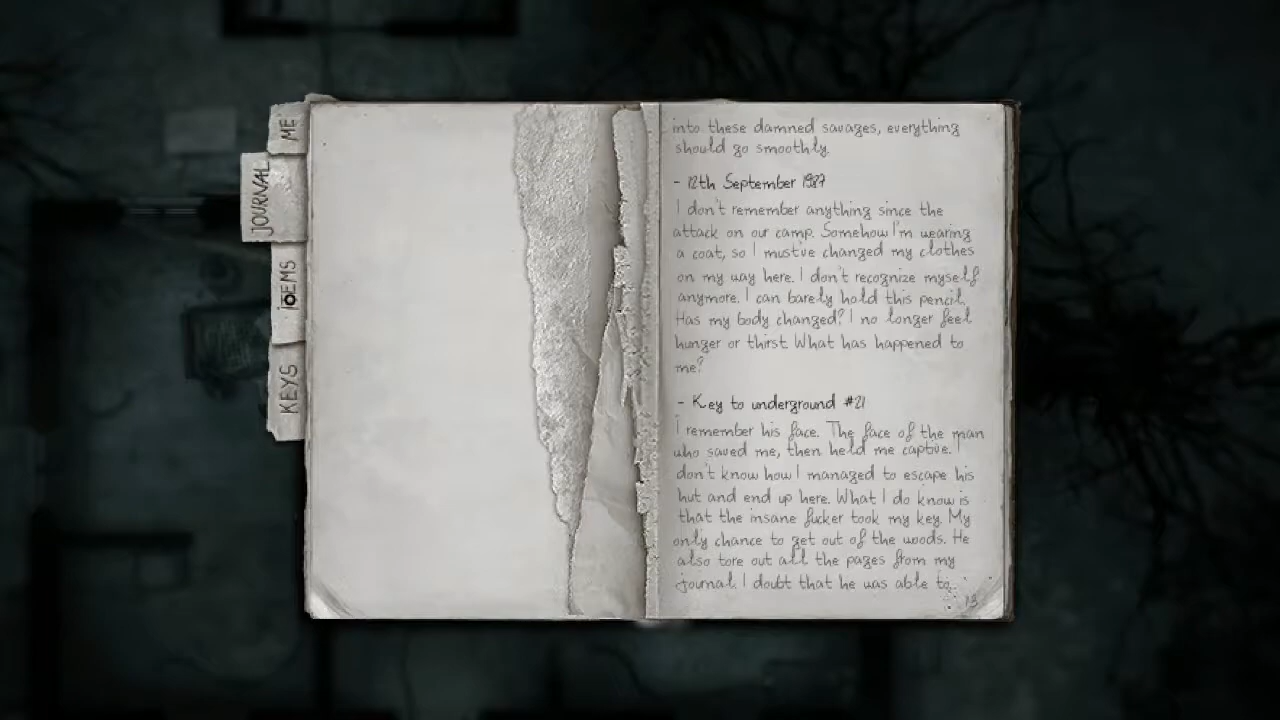 ME
JOURNAL
ITEMS
KEYS
into these damned savages, everything
should go smoothly.
- 12th September 1987
I don't remember anything since the
attack on our camp. Somehow I'm wearing
a coat, so I must've changed my clothes
on my way here. I don't recognize myself
anymore. I can barely hold this pencil.
Has my body changed? I no longer feel
hunger or thirst. What has happened to
me?
- Key to underground #21
I remember his face. The face of the man
who saved me, then held me captive. I
don't know how I managed to escape his
hut and end up here. What I do know is
that the insane fucker took my key. My
only chance to get out of the woods. He
also tore out all the pages from my
journal. I doubt that he was able to
13